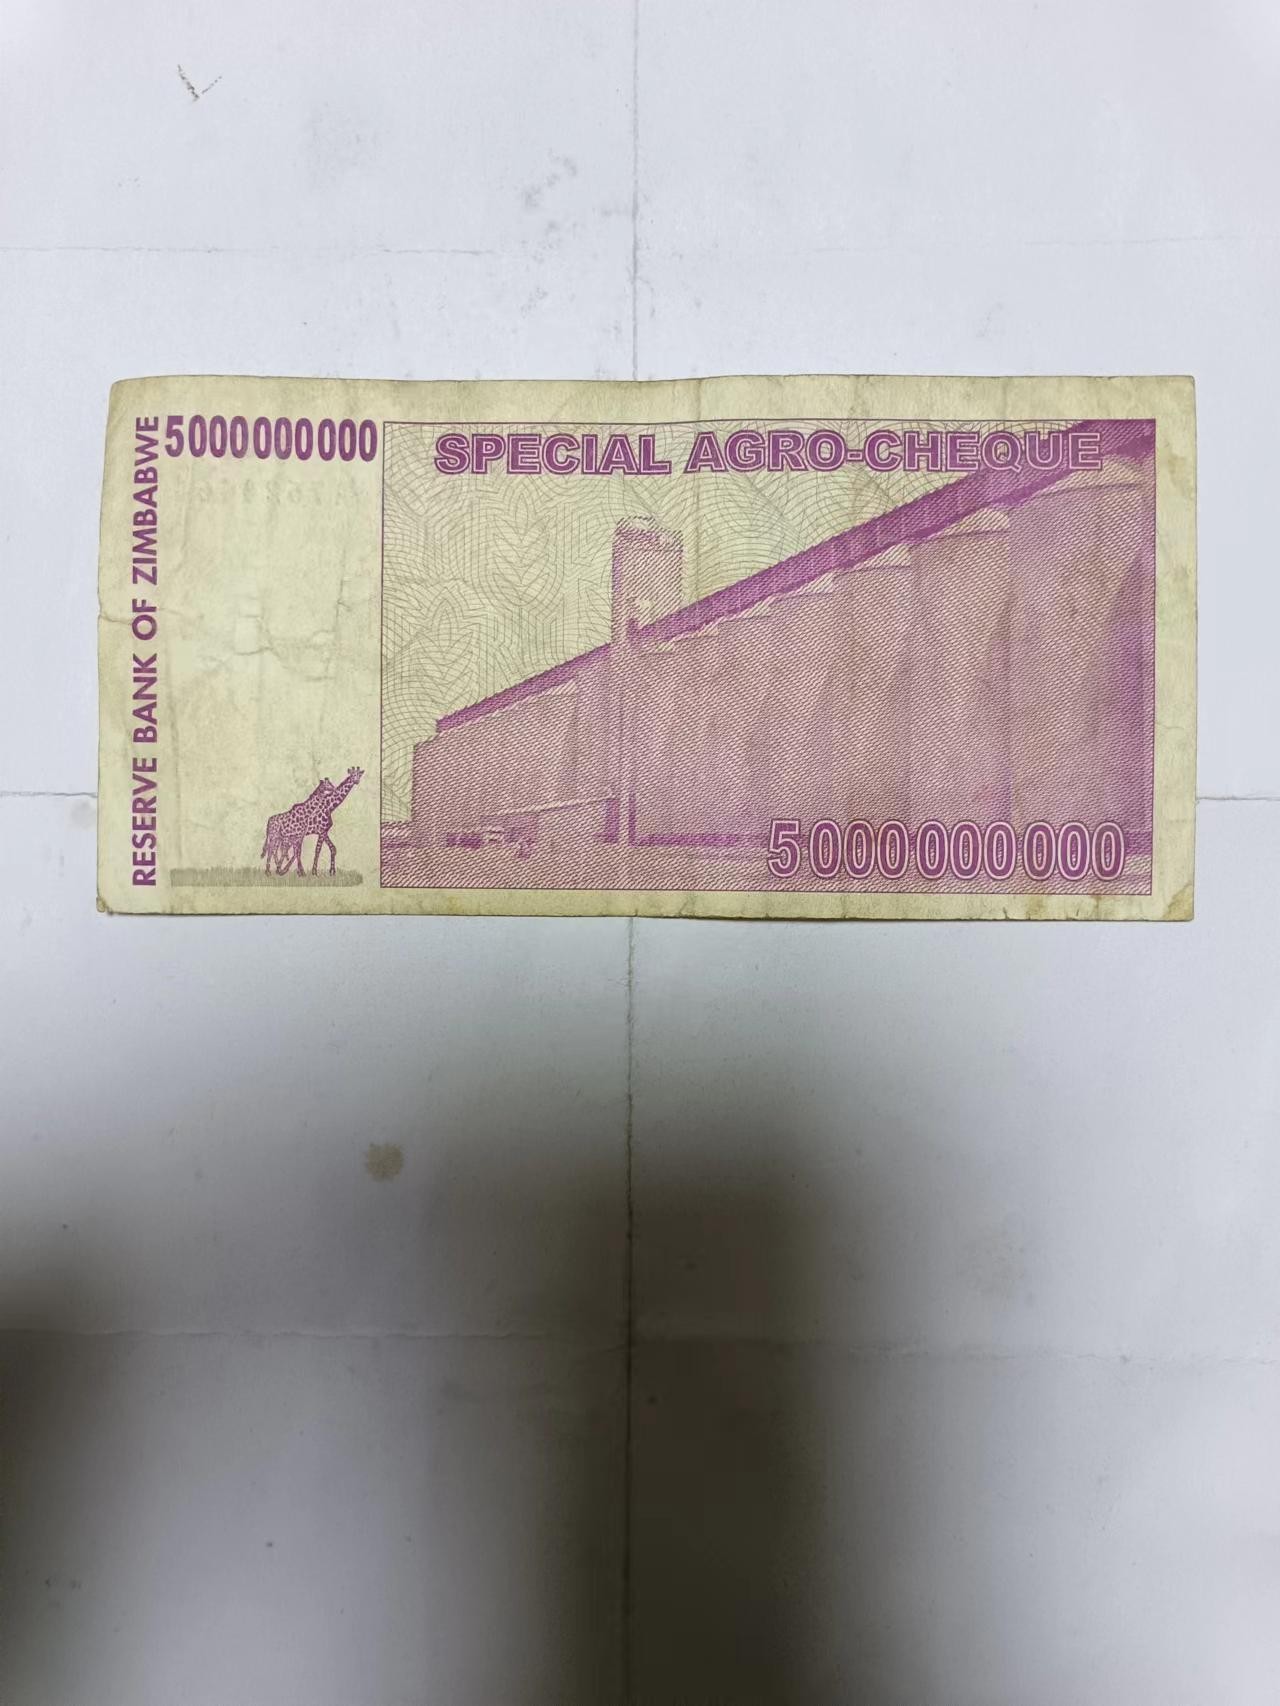 RESERVE BANK OF ZIMBABWE
5000000000
SPECIAL AGRO-CHEQUE
5000000000